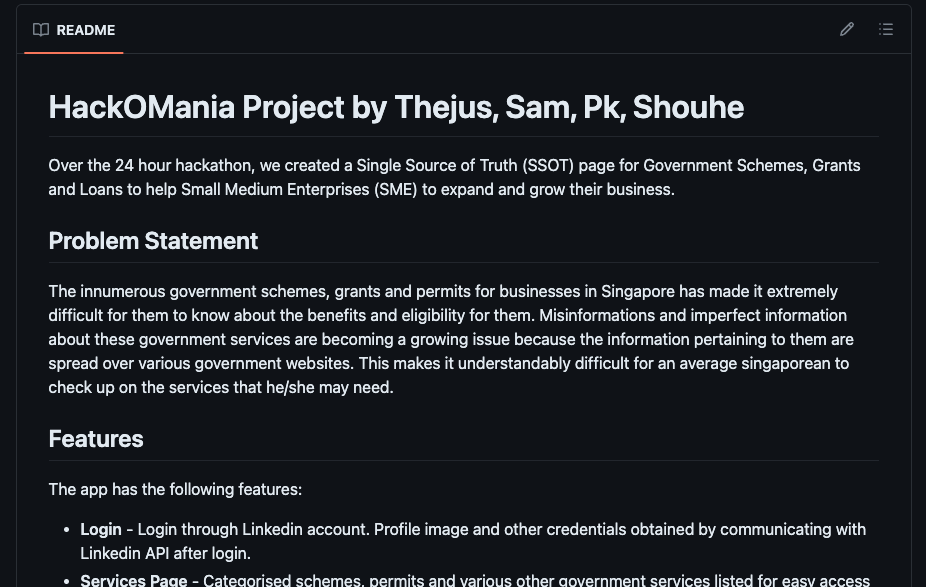 README
HackOMania Project by Thejus, Sam, Pk, Shouhe
Over the 24 hour hackathon, we created a Single Source of Truth (SSOT) page for Government Schemes, Grants
and Loans to help Small Medium Enterprises (SME) to expand and grow their business.
Problem Statement
The innumerous government schemes, grants and permits for businesses in Singapore has made it extremely
difficult for them to know about the benefits and eligibility for them. Misinformations and imperfect information
about these government services are becoming a growing issue because the information pertaining to them are
spread over various government websites. This makes it understandably difficult for an average singaporean to
check up on the services that he/she may need.
Features
The app has the following features:
• Login - Login through Linkedin account. Profile image and other credentials obtained by communicating with
Linkedin API after login.
• Services Page - Categorised schemes, permits and various other government services listed for easy access